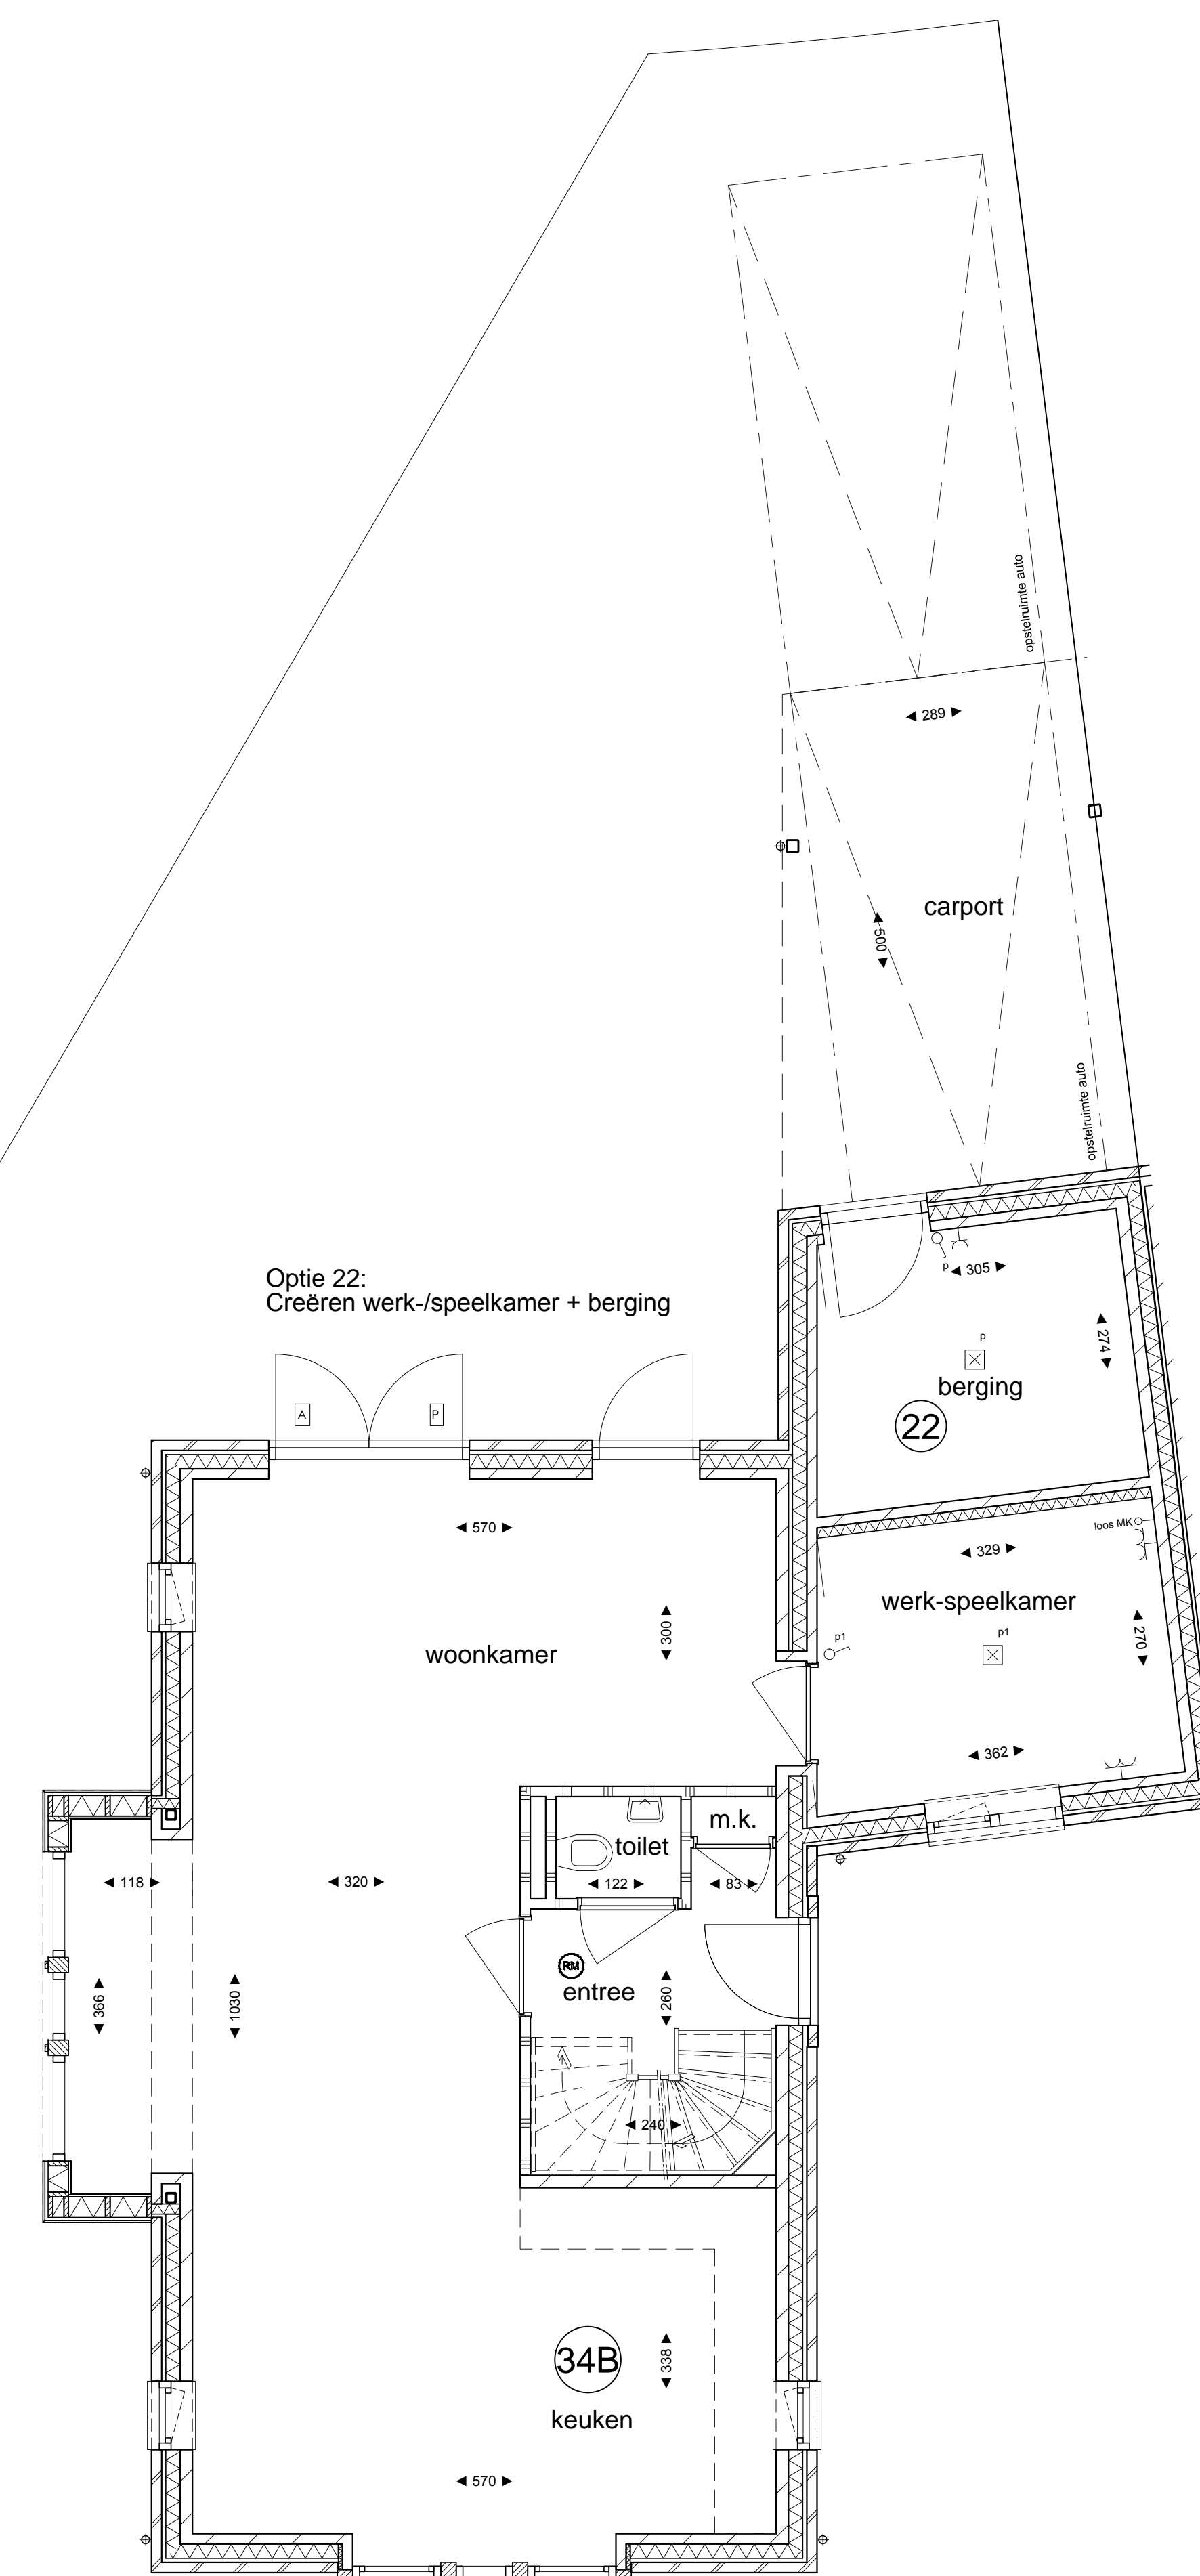 opstelruimte auto
289
carport
500
opstelruimte auto
Optie 22:
Creëren werk-/speelkamer + berging
p
305
274
p
berging
22
A
P
570
loos MK
329
werk-speelkamer
300
p1
p1
270
woonkamer
362
m.k.
toilet
118
320
122
83
RM
entree
366
1030
260
240
34B
338
keuken
570